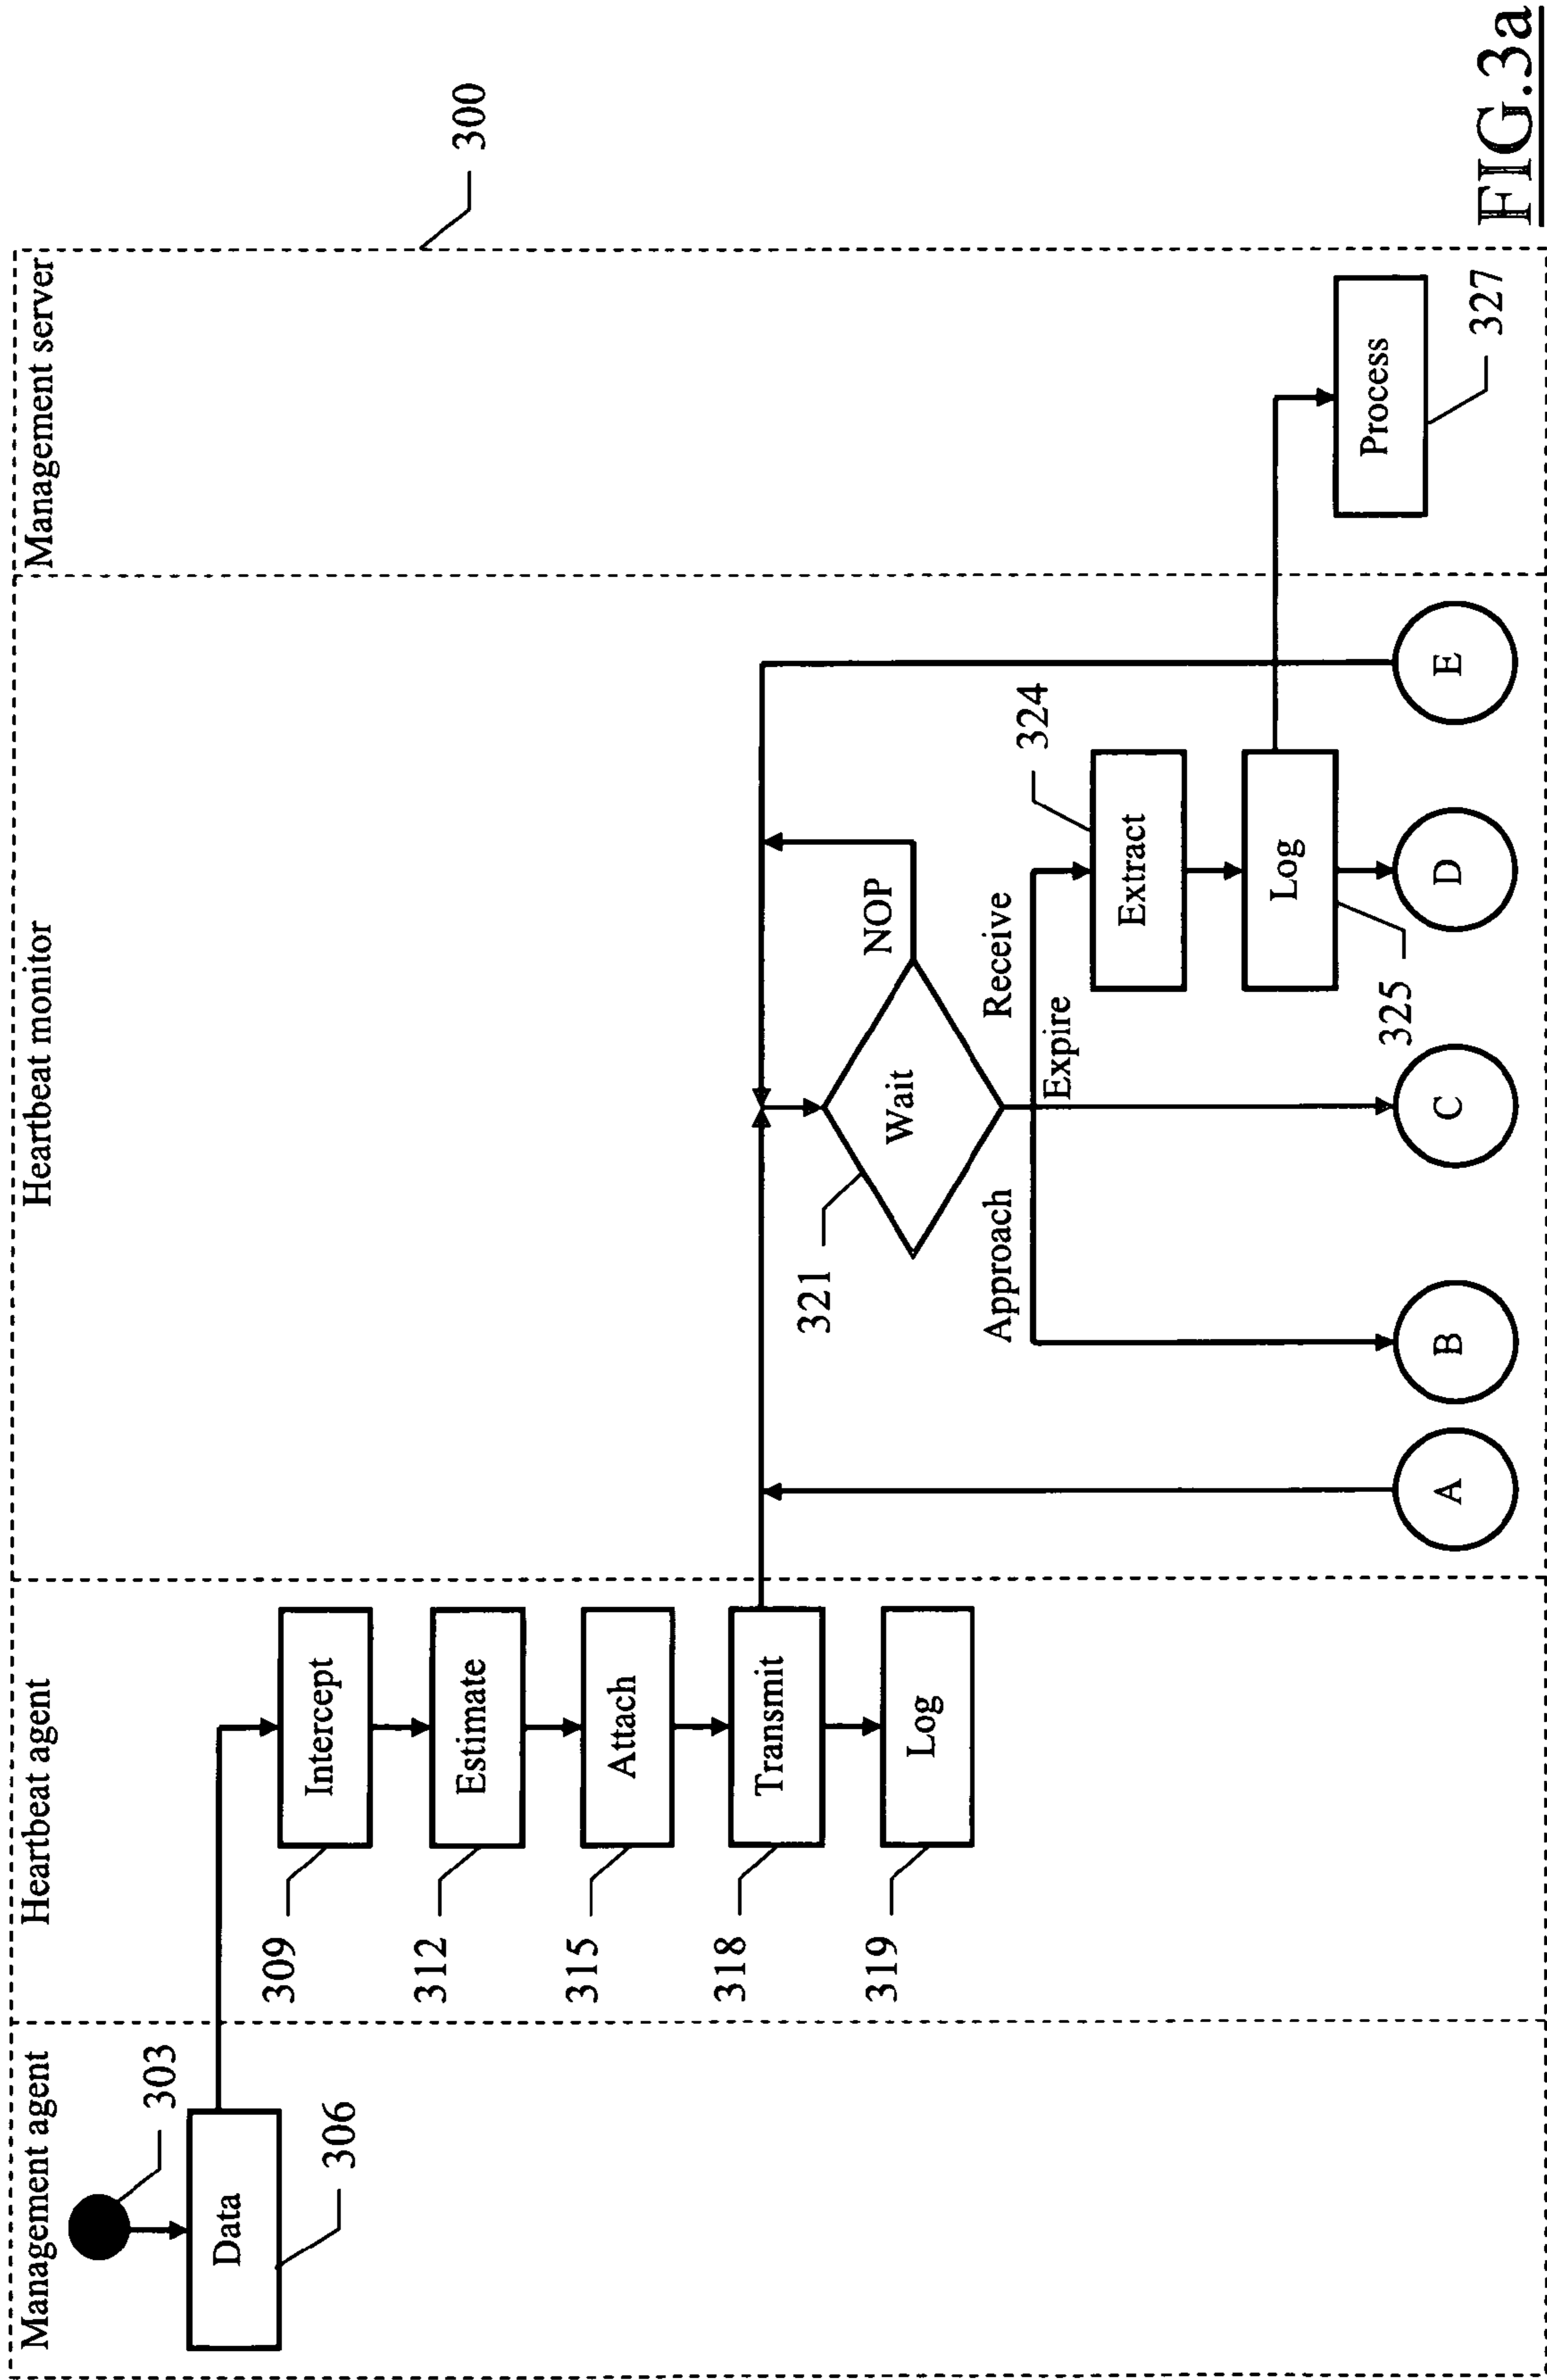 Management agent
Heartbeat agent
Heartbeat monitor
Management server
303
300
Data
306
309
Intercept
312
Estimate
315
Attach
318
Transmit
319
Log
321
Wait
NOP
Approach
Expire
Receive
324
Extract
Log
325
Process
327
A
B
C
D
E
FIG.3a